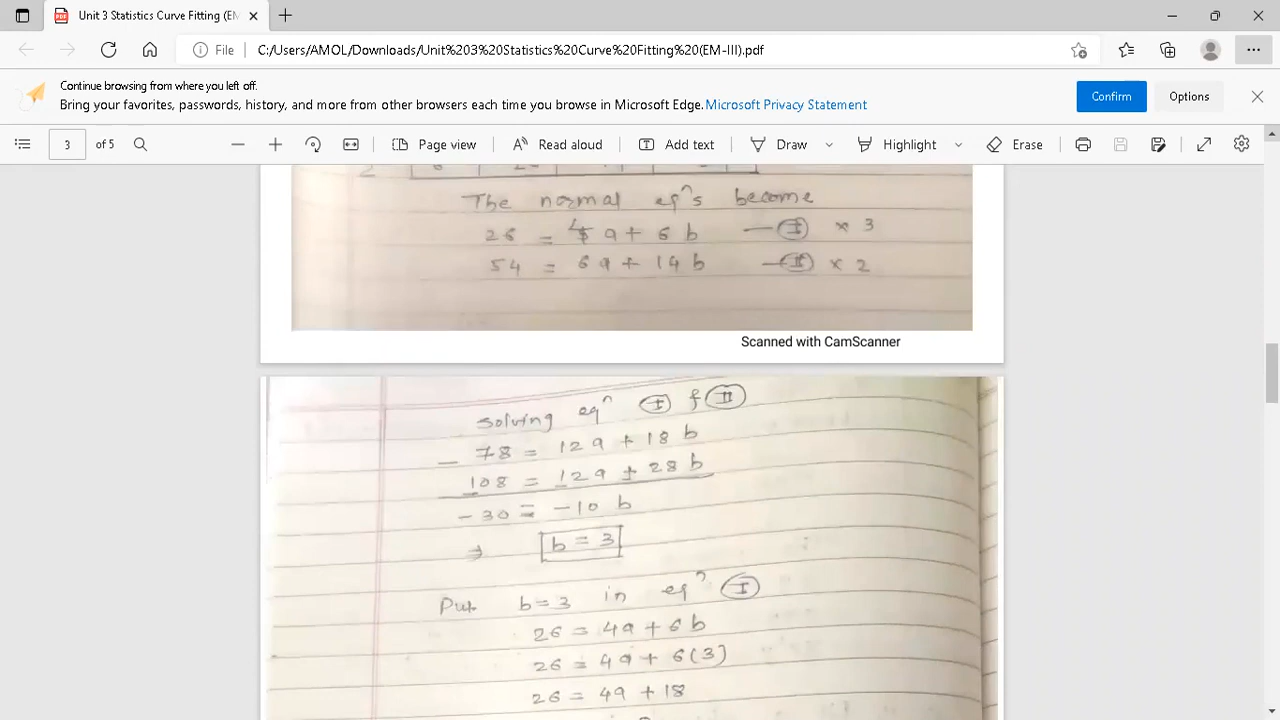 Unit 3 Statistics Curve Fitting (EM
File C:/Users/AMOL/Downloads/Unit%203%20Statistics%20Curve%20Fitting%20(EM-III).pdf
Continue browsing from where you left off.
Bring your favorites, passwords, history, and more from other browsers each time you browse in Microsoft Edge. Microsoft Privacy Statement
Confirm Options
3 of 5 Page view Read aloud Add text Draw Highlight Erase
The normal eqⁿs become
26 = 4a + 6b — I × 3
54 = 6a + 14b — II × 2
Scanned with CamScanner
solving eqⁿ I & II
78 = 12a + 18b
108 = 12a + 28b
-30 = -10b
⇒ b = 3
Put b=3 in eqⁿ I
26 = 4a + 6b
26 = 4a + 6(3)
26 = 4a + 18